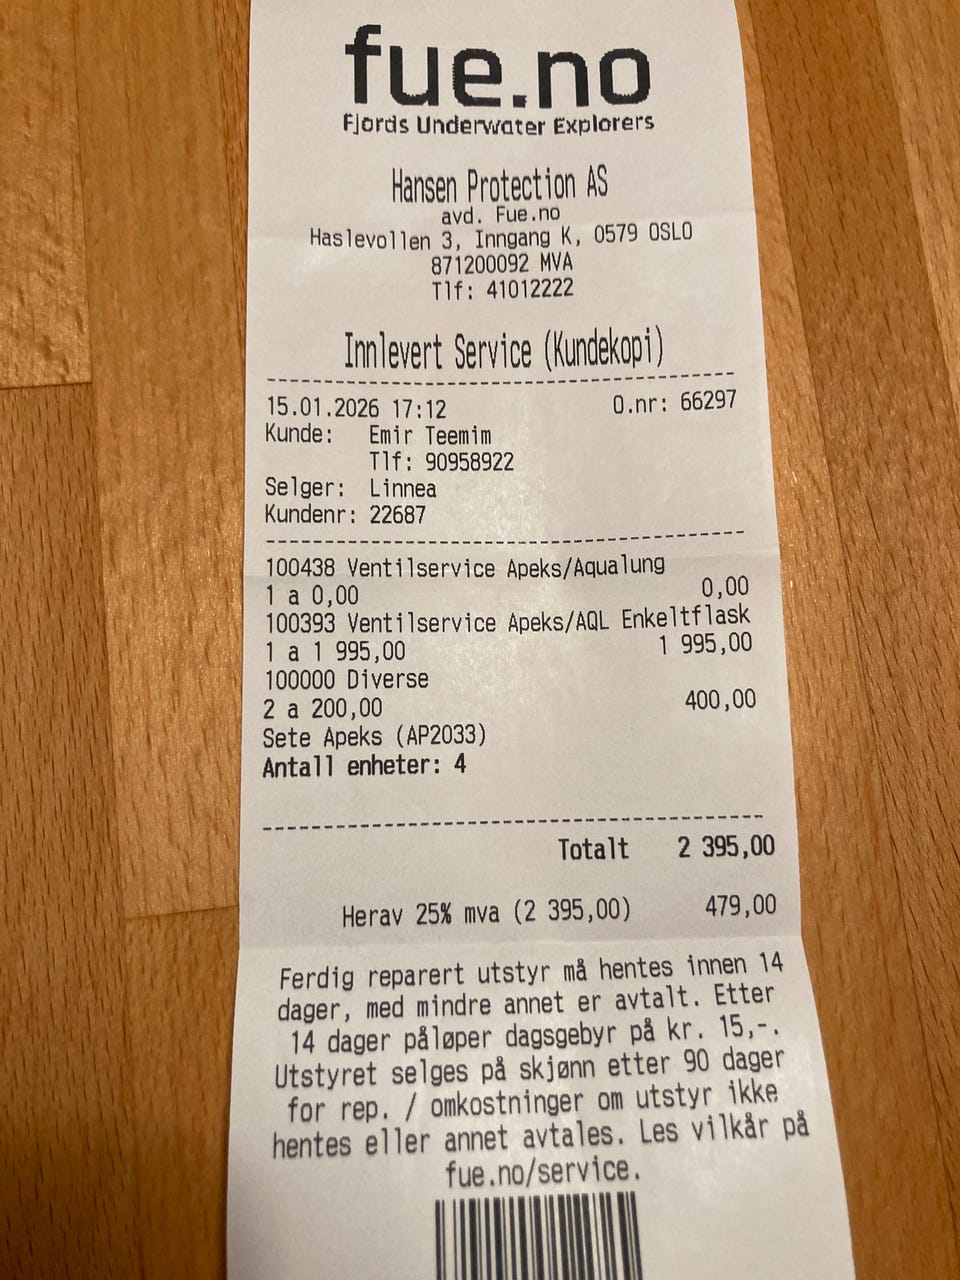 fue.no
Fjords Underwater Explorers
Hansen Protection AS
avd. Fue.no
Haslevollen 3, Inngang K, 0579 OSLO
871200092 MVA
Tlf: 41012222
Innlevert Service (Kundekopi)
15.01.2026 17:12 O.nr: 66297
Kunde: Emir Teemim
Tlf: 90958922
Selger: Linnea
Kundenr: 22687
100438 Ventilservice Apeks/Aqualung
1 a 0,00 0,00
100393 Ventilservice Apeks/AQL Enkeltflask
1 a 1 995,00 1 995,00
100000 Diverse
2 a 200,00 400,00
Sete Apeks (AP2033)
Antall enheter: 4
Totalt 2 395,00
Herav 25% mva (2 395,00) 479,00
Ferdig reparert utstyr må hentes innen 14
dager, med mindre annet er avtalt. Etter
14 dager påløper dagsgebyr på kr. 15,-.
Utstyret selges på skjønn etter 90 dager
for rep. / omkostninger om utstyr ikke
hentes eller annet avtales. Les vilkår på
fue.no/service.